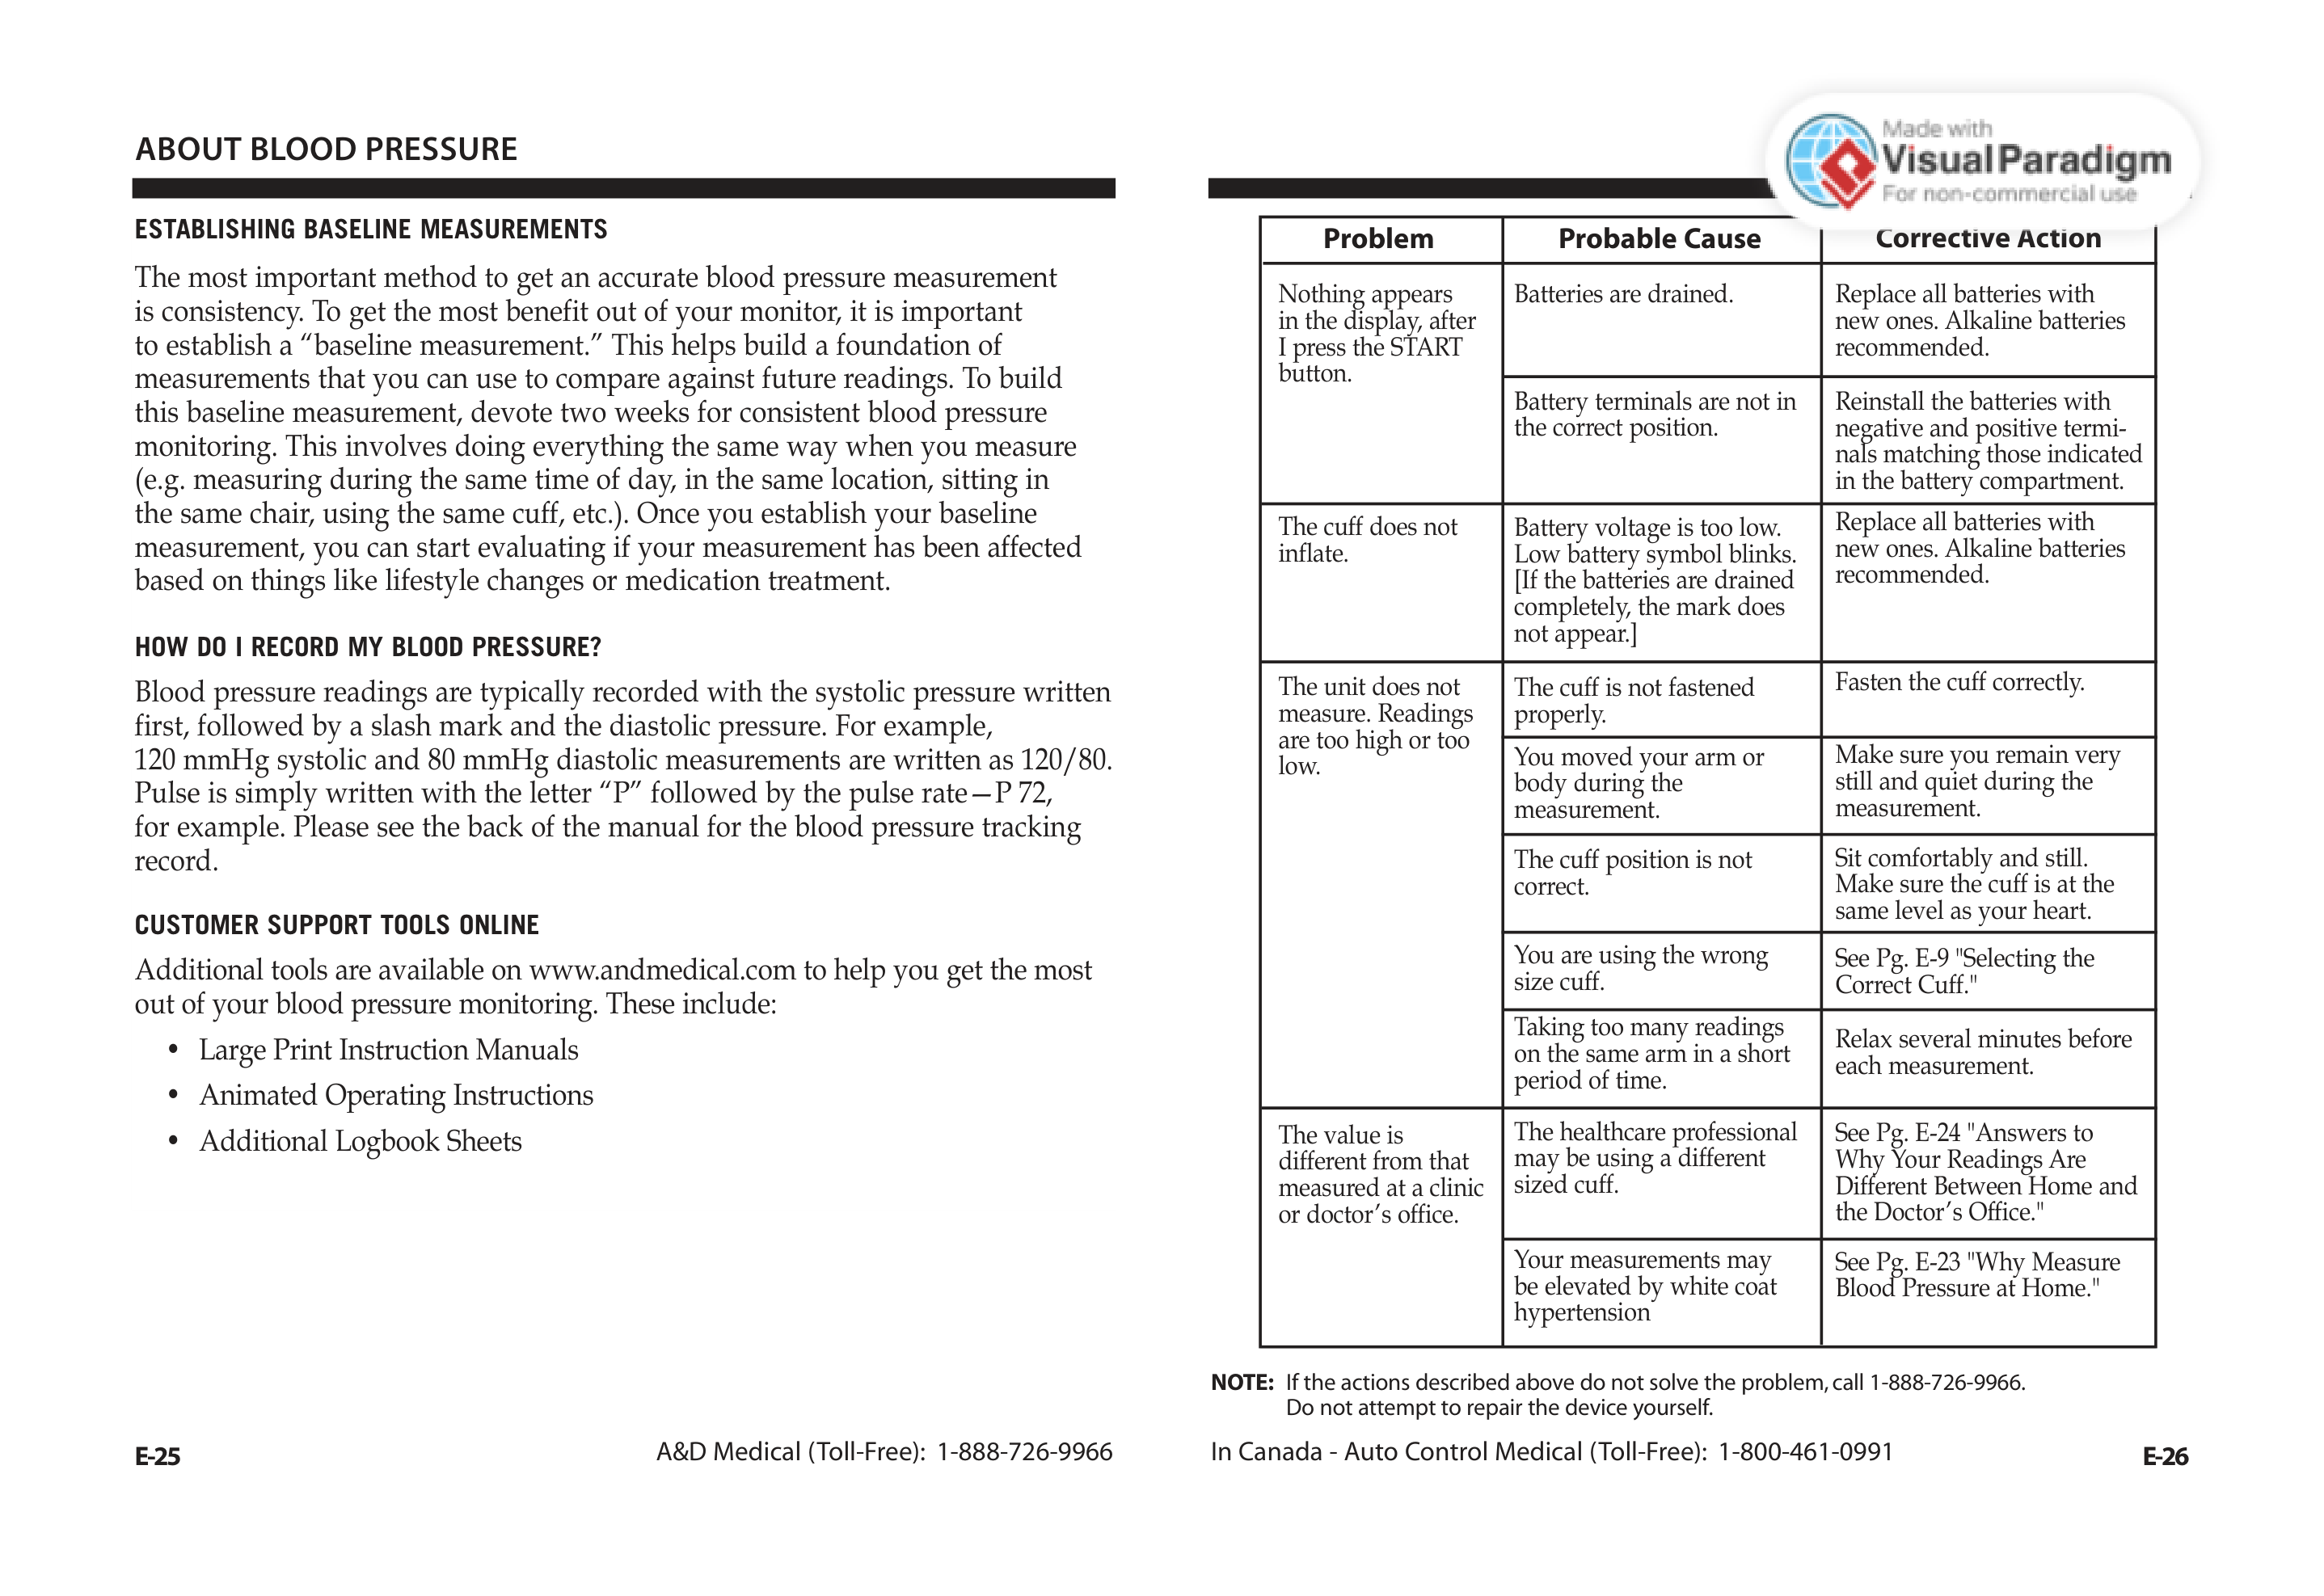 ABOUT BLOOD PRESSURE
ESTABLISHING BASELINE MEASUREMENTS
The most important method to get an accurate blood pressure measurement
is consistency. To get the most benefit out of your monitor, it is important
to establish a “baseline measurement.” This helps build a foundation of
measurements that you can use to compare against future readings. To build
this baseline measurement, devote two weeks for consistent blood pressure
monitoring. This involves doing everything the same way when you measure
(e.g. measuring during the same time of day, in the same location, sitting in
the same chair, using the same cuff, etc.). Once you establish your baseline
measurement, you can start evaluating if your measurement has been affected
based on things like lifestyle changes or medication treatment.
HOW DO I RECORD MY BLOOD PRESSURE?
Blood pressure readings are typically recorded with the systolic pressure written
first, followed by a slash mark and the diastolic pressure. For example,
120 mmHg systolic and 80 mmHg diastolic measurements are written as 120/80.
Pulse is simply written with the letter “P” followed by the pulse rate—P 72,
for example. Please see the back of the manual for the blood pressure tracking
record.
CUSTOMER SUPPORT TOOLS ONLINE
Additional tools are available on www.andmedical.com to help you get the most
out of your blood pressure monitoring. These include:
• Large Print Instruction Manuals
• Animated Operating Instructions
• Additional Logbook Sheets
E-25
A&D Medical (Toll-Free): 1-888-726-9966
Made with
Visual Paradigm
For non-commercial use
Problem
Probable Cause
Corrective Action
Nothing appears
in the display, after
I press the START
button.
Batteries are drained.
Replace all batteries with
new ones. Alkaline batteries
recommended.
Battery terminals are not in
the correct position.
Reinstall the batteries with
negative and positive termi-
nals matching those indicated
in the battery compartment.
The cuff does not
inflate.
Battery voltage is too low.
Low battery symbol blinks.
[If the batteries are drained
completely, the mark does
not appear.]
Replace all batteries with
new ones. Alkaline batteries
recommended.
The unit does not
measure. Readings
are too high or too
low.
The cuff is not fastened
properly.
Fasten the cuff correctly.
You moved your arm or
body during the
measurement.
Make sure you remain very
still and quiet during the
measurement.
The cuff position is not
correct.
Sit comfortably and still.
Make sure the cuff is at the
same level as your heart.
You are using the wrong
size cuff.
See Pg. E-9 "Selecting the
Correct Cuff."
Taking too many readings
on the same arm in a short
period of time.
Relax several minutes before
each measurement.
The value is
different from that
measured at a clinic
or doctor’s office.
The healthcare professional
may be using a different
sized cuff.
See Pg. E-24 "Answers to
Why Your Readings Are
Different Between Home and
the Doctor’s Office."
Your measurements may
be elevated by white coat
hypertension
See Pg. E-23 "Why Measure
Blood Pressure at Home."
NOTE: If the actions described above do not solve the problem, call 1-888-726-9966.
Do not attempt to repair the device yourself.
In Canada - Auto Control Medical (Toll-Free): 1-800-461-0991
E-26